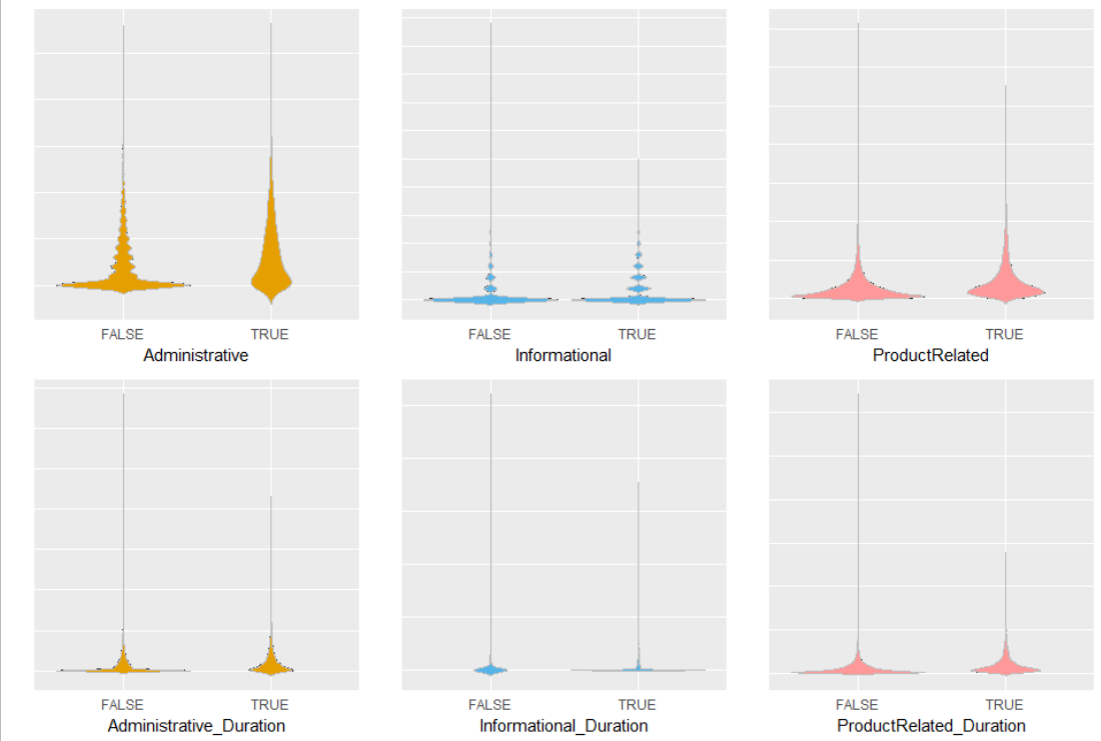 FALSE TRUE
Administrative
FALSE TRUE
Informational
FALSE TRUE
ProductRelated
FALSE TRUE
Administrative_Duration
FALSE TRUE
Informational_Duration
FALSE TRUE
ProductRelated_Duration